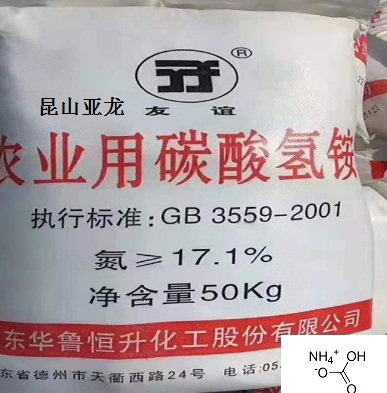 ®
昆山亚龙
友谊
农业用碳酸氢铵
执行标准:GB 3559-2001
氮≥17.1%
净含量50Kg
东华鲁恒升化工股份有限
东省德州市天衢西路24号 电话:05
NH₄⁺ OH
⁻O O